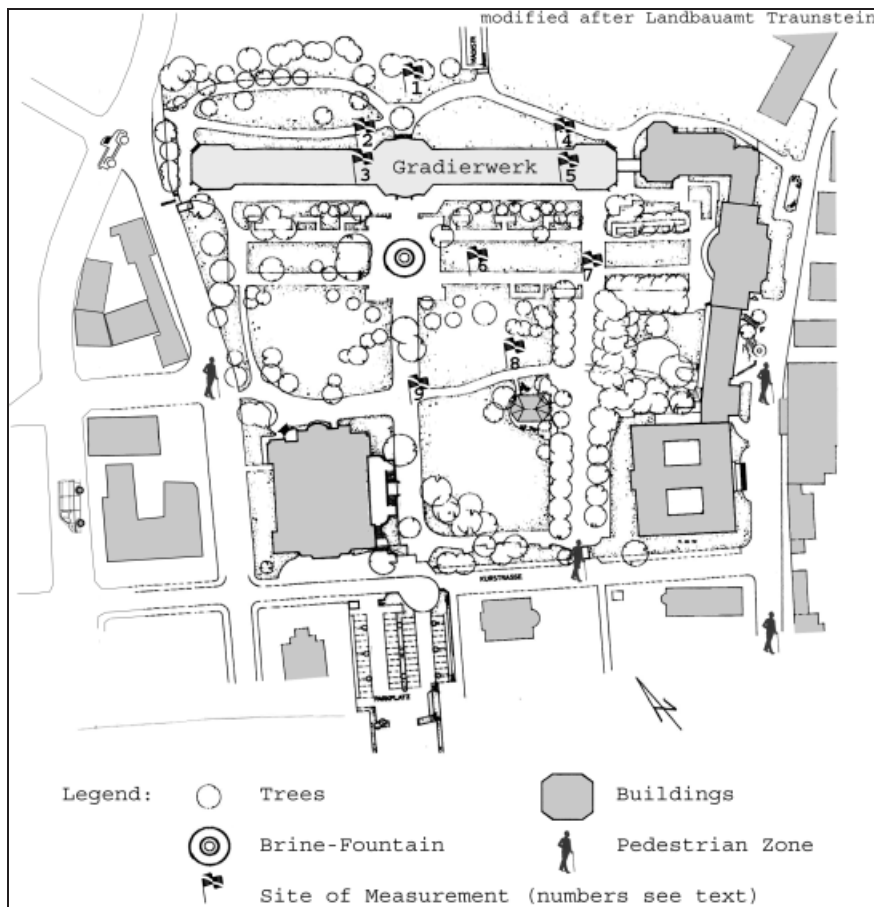 modified after Landbauamt Traunstein
1
2
4
3
Gradierwerk
5
6
7
8
9
KURSTRASSE
PARKPLATZ
Legend:
Trees
Buildings
Brine-Fountain
Pedestrian Zone
Site of Measurement (numbers see text)